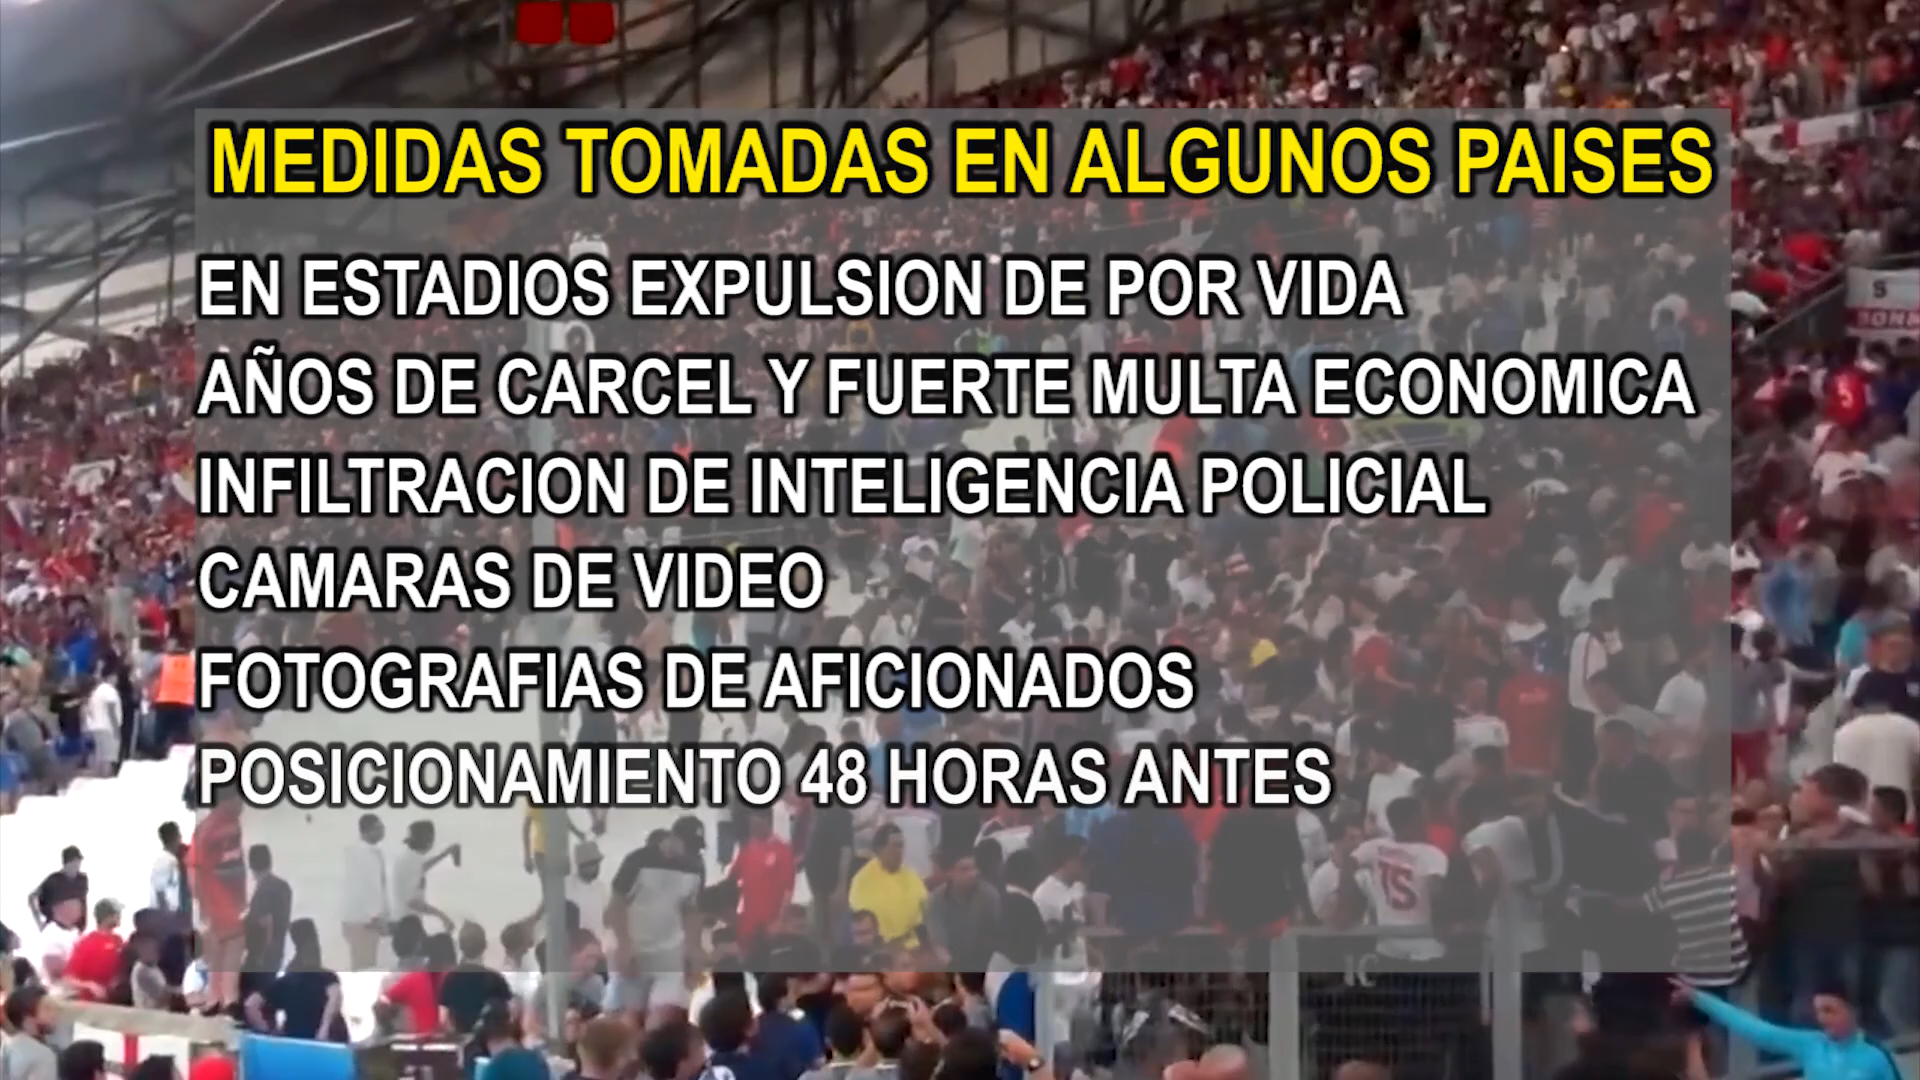 MEDIDAS TOMADAS EN ALGUNOS PAISES
EN ESTADIOS EXPULSION DE POR VIDA
AÑOS DE CARCEL Y FUERTE MULTA ECONOMICA
INFILTRACION DE INTELIGENCIA POLICIAL
CAMARAS DE VIDEO
FOTOGRAFIAS DE AFICIONADOS
POSICIONAMIENTO 48 HORAS ANTES
15